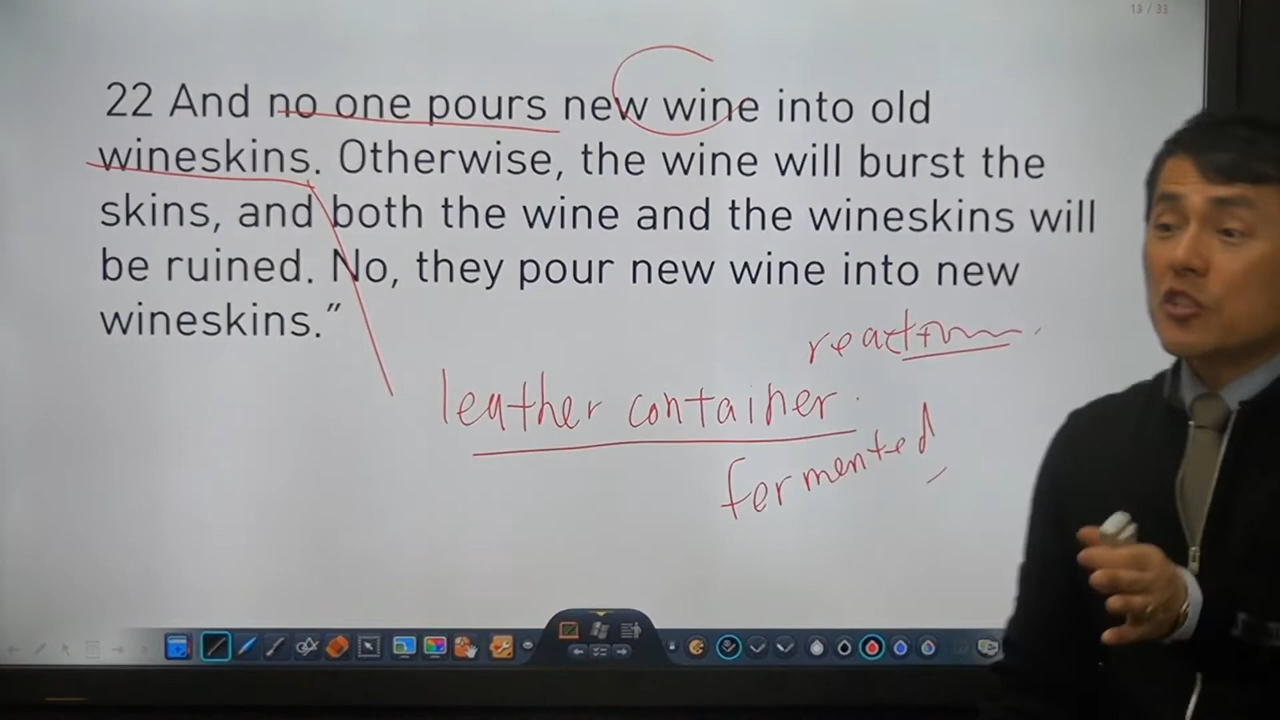 13 / 33
22 And no one pours new wine into old
wineskins. Otherwise, the wine will burst the
skins, and both the wine and the wineskins will
be ruined. No, they pour new wine into new
wineskins.”
reaction
leather container
fermented